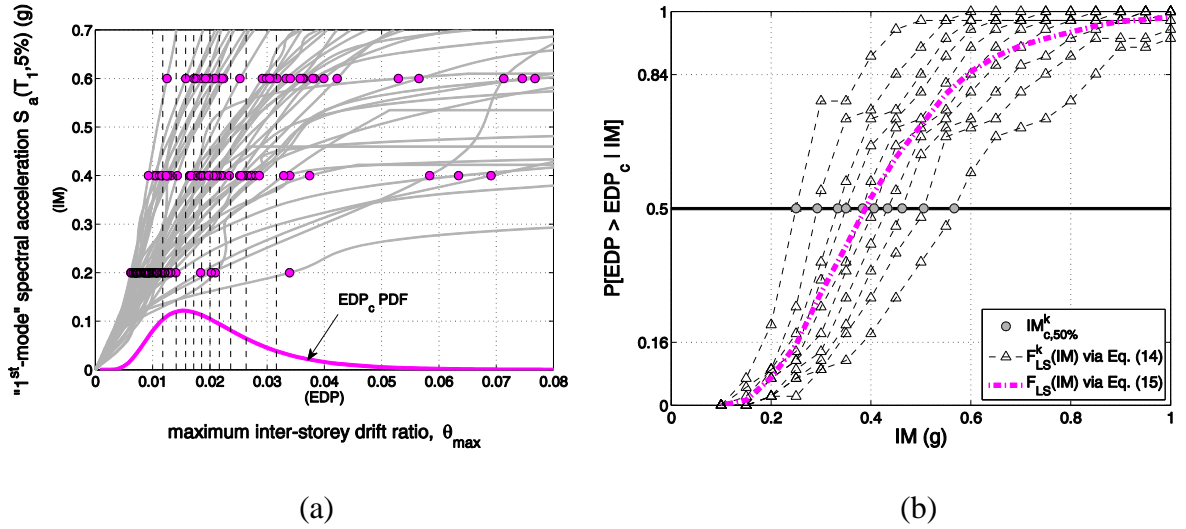 "1st-mode" spectral acceleration Sa(T1,5%) (g)
(IM)
0.7
0.6
0.5
0.4
0.3
0.2
0.1
0
EDPc PDF
0 0.01 0.02 0.03 0.04 0.05 0.06 0.07 0.08
(EDP)
maximum inter-storey drift ratio, θmax
(a)
P[EDP > EDPc | IM]
1
0.84
0.5
0.16
0
IM^k c,50%
F^k LS(IM) via Eq. (14)
FLS(IM) via Eq. (15)
0 0.2 0.4 0.6 0.8 1
IM (g)
(b)